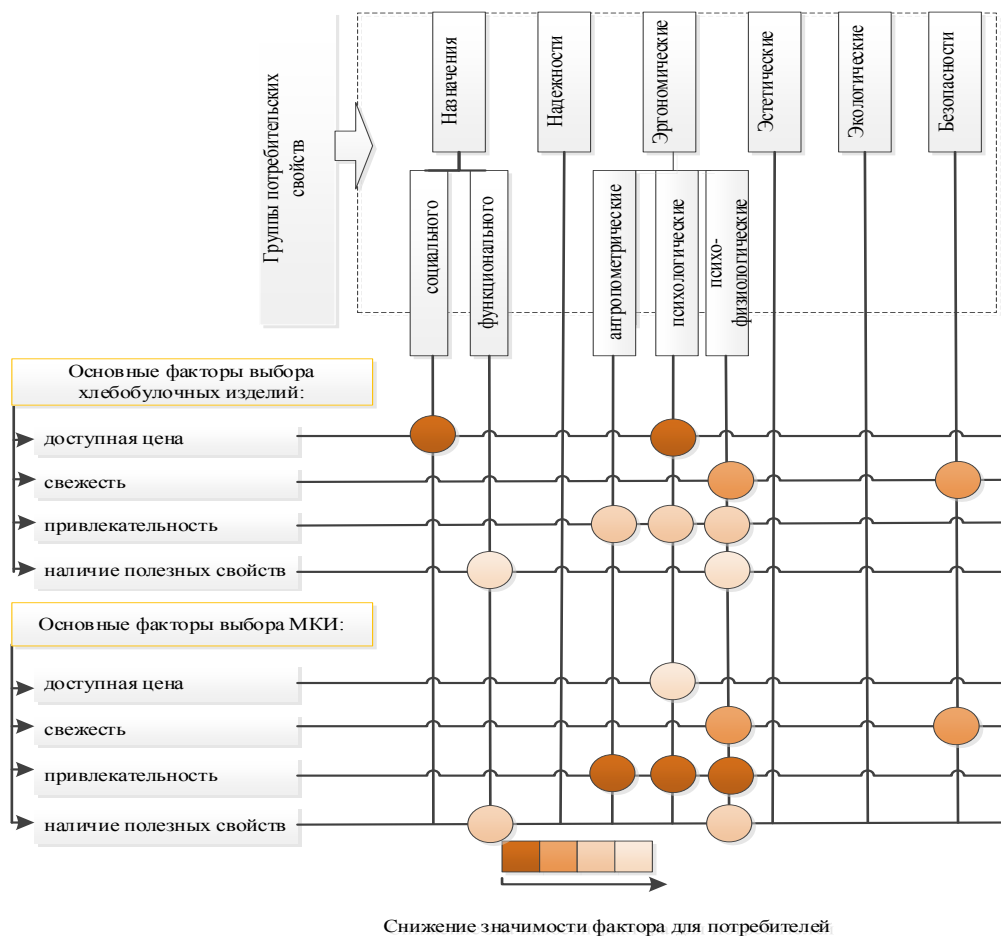 Группы потребительских
свойств
Назначения
Надежности
Эргономические
Эстетические
Экологические
Безопасности
социального
функционального
антропометрические
психологические
психо-
физиологические
Основные факторы выбора
хлебобулочных изделий:
доступная цена
свежесть
привлекательность
наличие полезных свойств
Основные факторы выбора МКИ:
доступная цена
свежесть
привлекательность
наличие полезных свойств
Снижение значимости фактора для потребителей